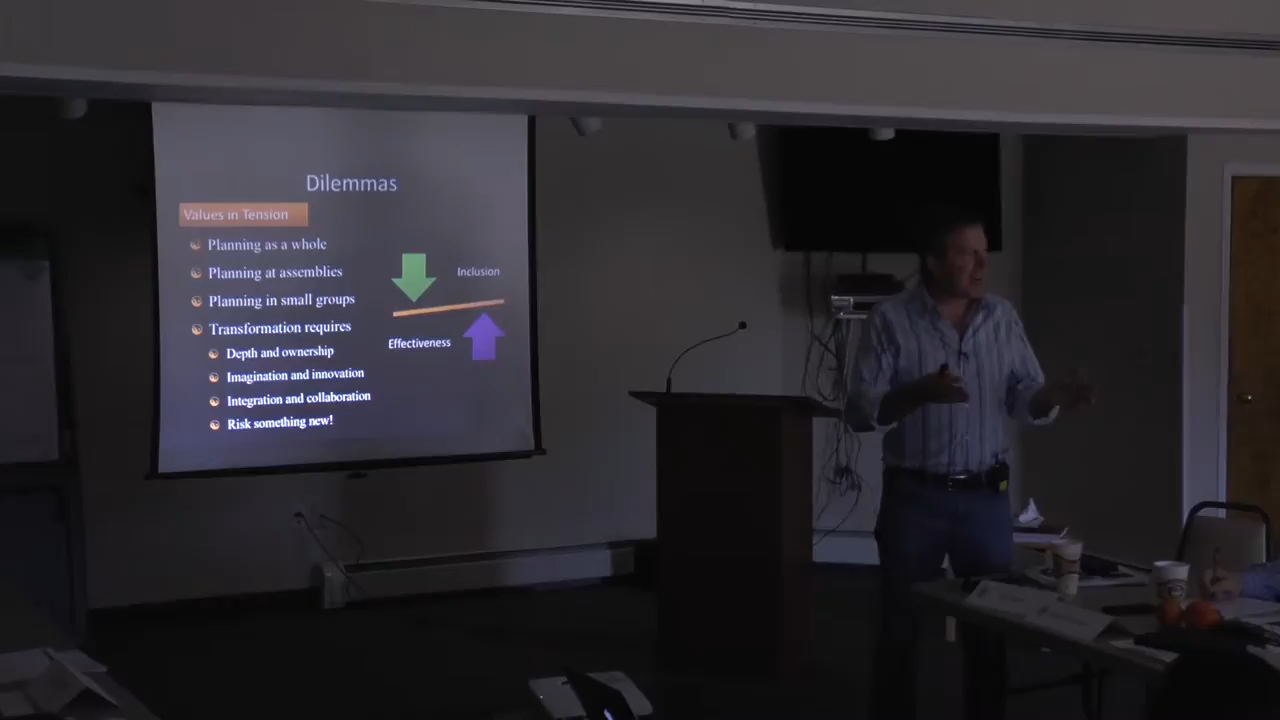 Dilemmas
Values in Tension
Planning as a whole
Planning at assemblies
Planning in small groups
Transformation requires
Depth and ownership
Imagination and innovation
Integration and collaboration
Risk something new!
Inclusion
Effectiveness